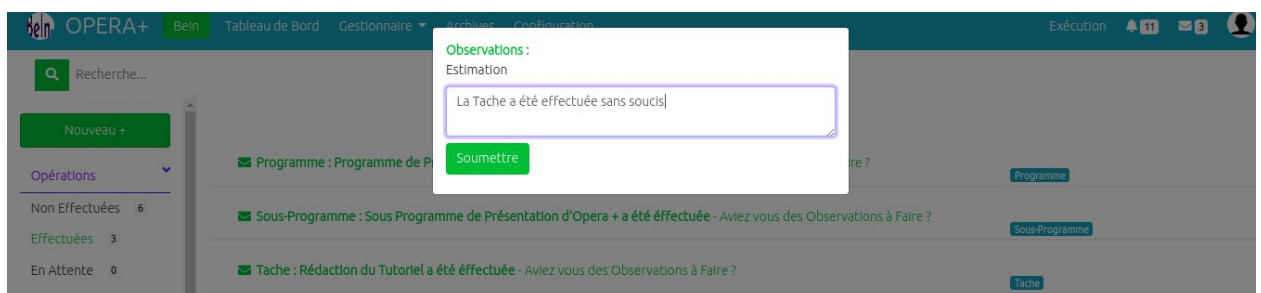 Bein OPERA+ Bein Tableau de Bord Gestionnaire Archives Configuration Exécution 11 3
Observations :
Estimation
Recherche...
La Tache a été effectuée sans soucis
Nouveau +
Soumettre
Programme : Programme de P ire ?
Programme
Opérations
Non Effectuées 6
Sous-Programme : Sous Programme de Présentation d'Opera + a été éffectuée - Aviez vous des Observations à Faire ?
Sous-Programme
Effectuées 3
En Attente 0
Tache : Rédaction du Tutoriel a été éffectuée - Aviez vous des Observations à Faire ?
Tache